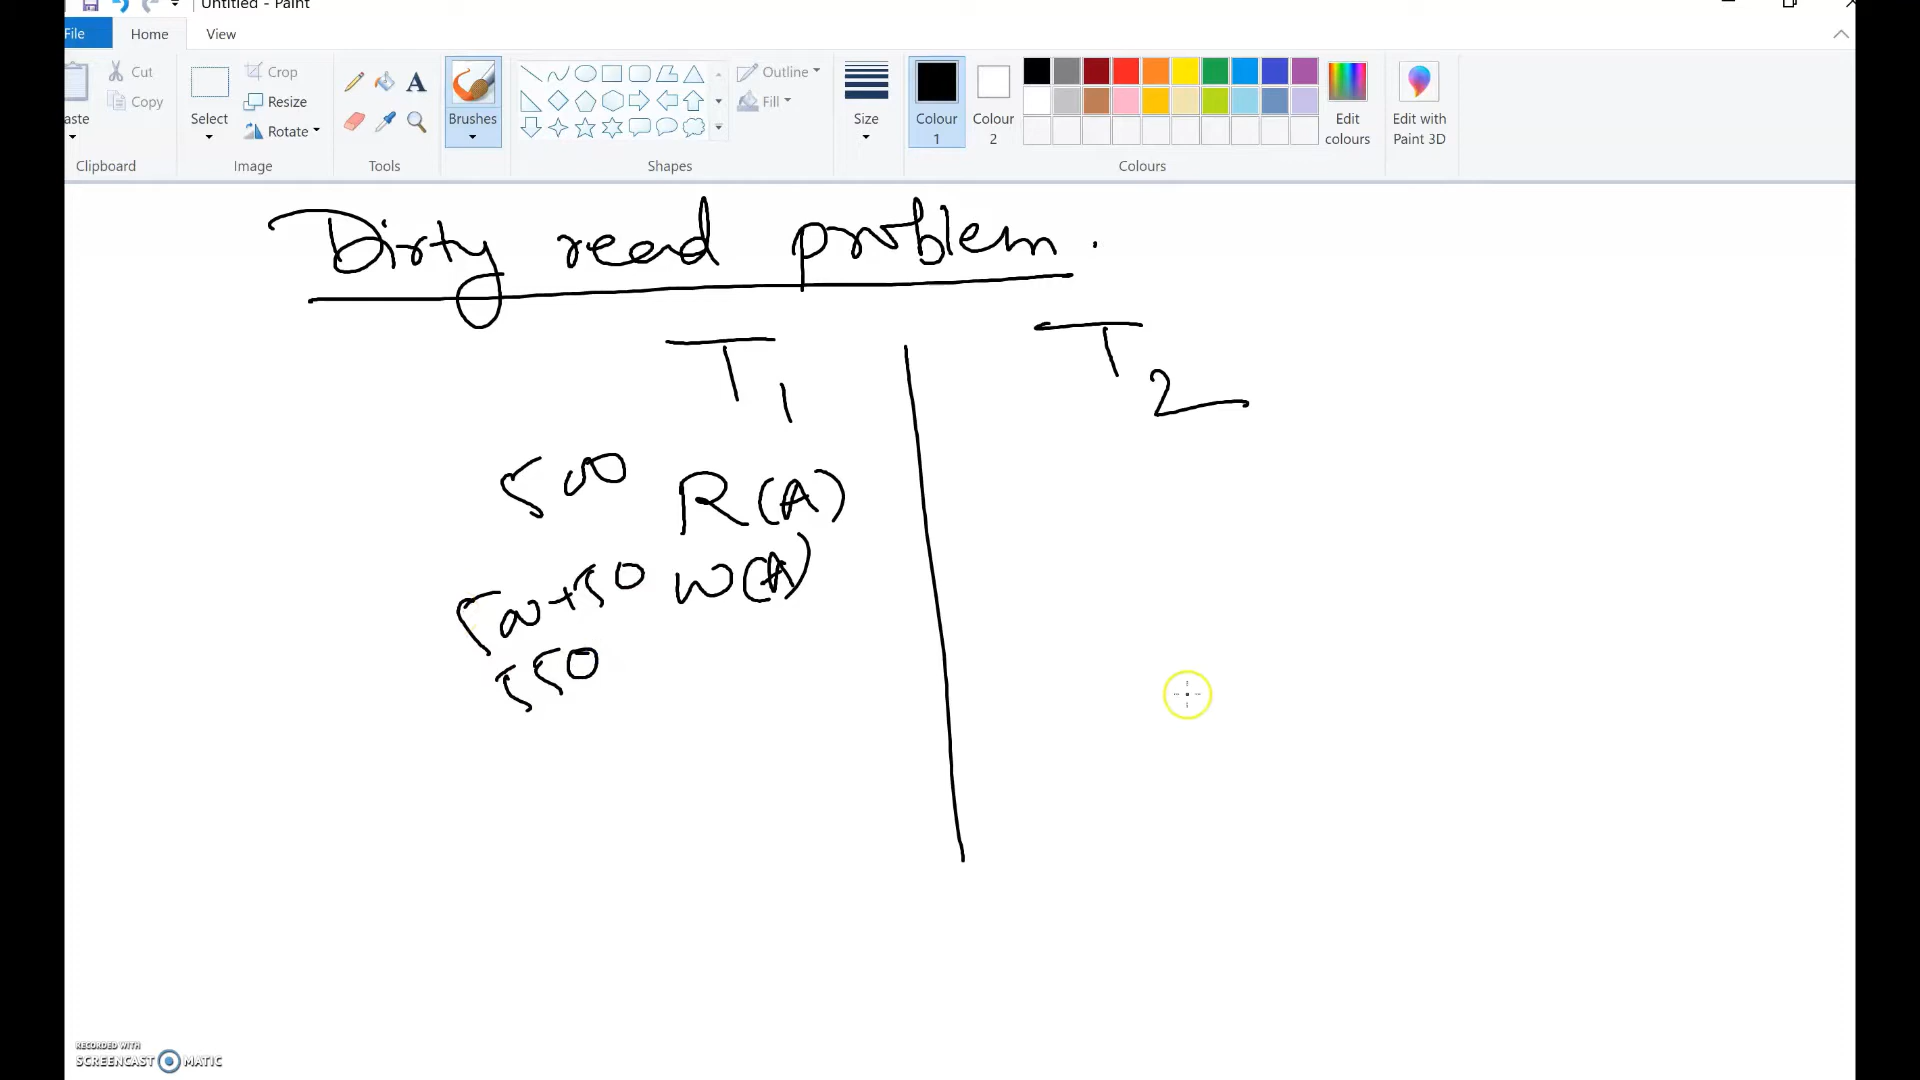 Untitled - Paint
File Home View
Cut
Copy
aste
Clipboard
Select
Crop
Resize
Rotate
Image
Tools
Brushes
Shapes
Outline
Fill
Size
Colour 1
Colour 2
Edit colours
Colours
Edit with Paint 3D
Dirty read problem.
T1 T2
500 R(A)
500+50 W(A)
550
RECORDED WITH
SCREENCAST MATIC